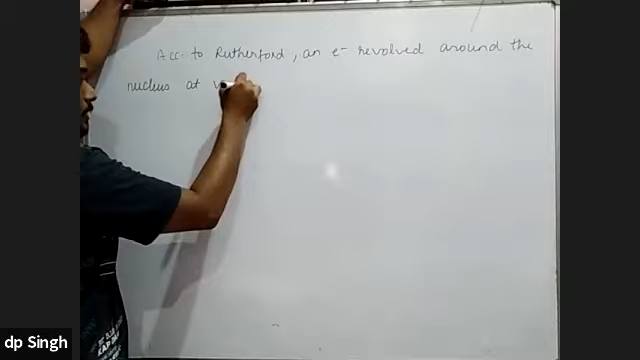 Acc. to Rutherford, an e- revolved around the
nucleus at
dp Singh